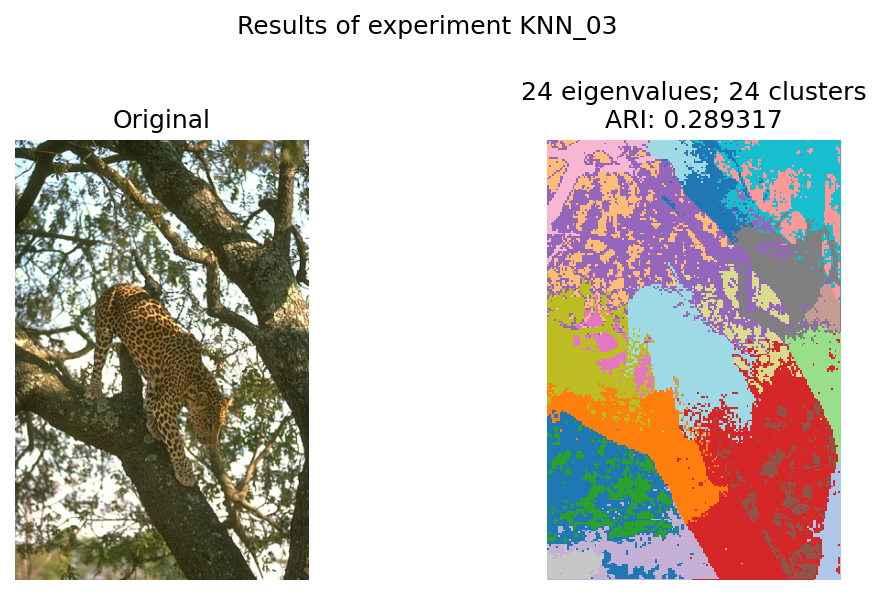 Results of experiment KNN_03
Original
24 eigenvalues; 24 clusters
ARI: 0.289317